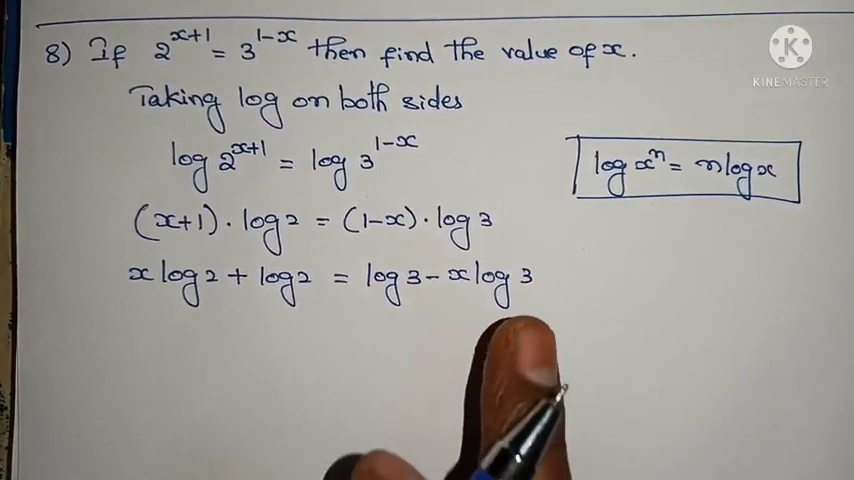 8) If 2^{x+1} = 3^{1-x} then find the value of x.
K
KINEMASTER
Taking log on both sides
log 2^{x+1} = log 3^{1-x}
log x^n = n log x
(x+1) · log 2 = (1-x) · log 3
x log 2 + log 2 = log 3 - x log 3